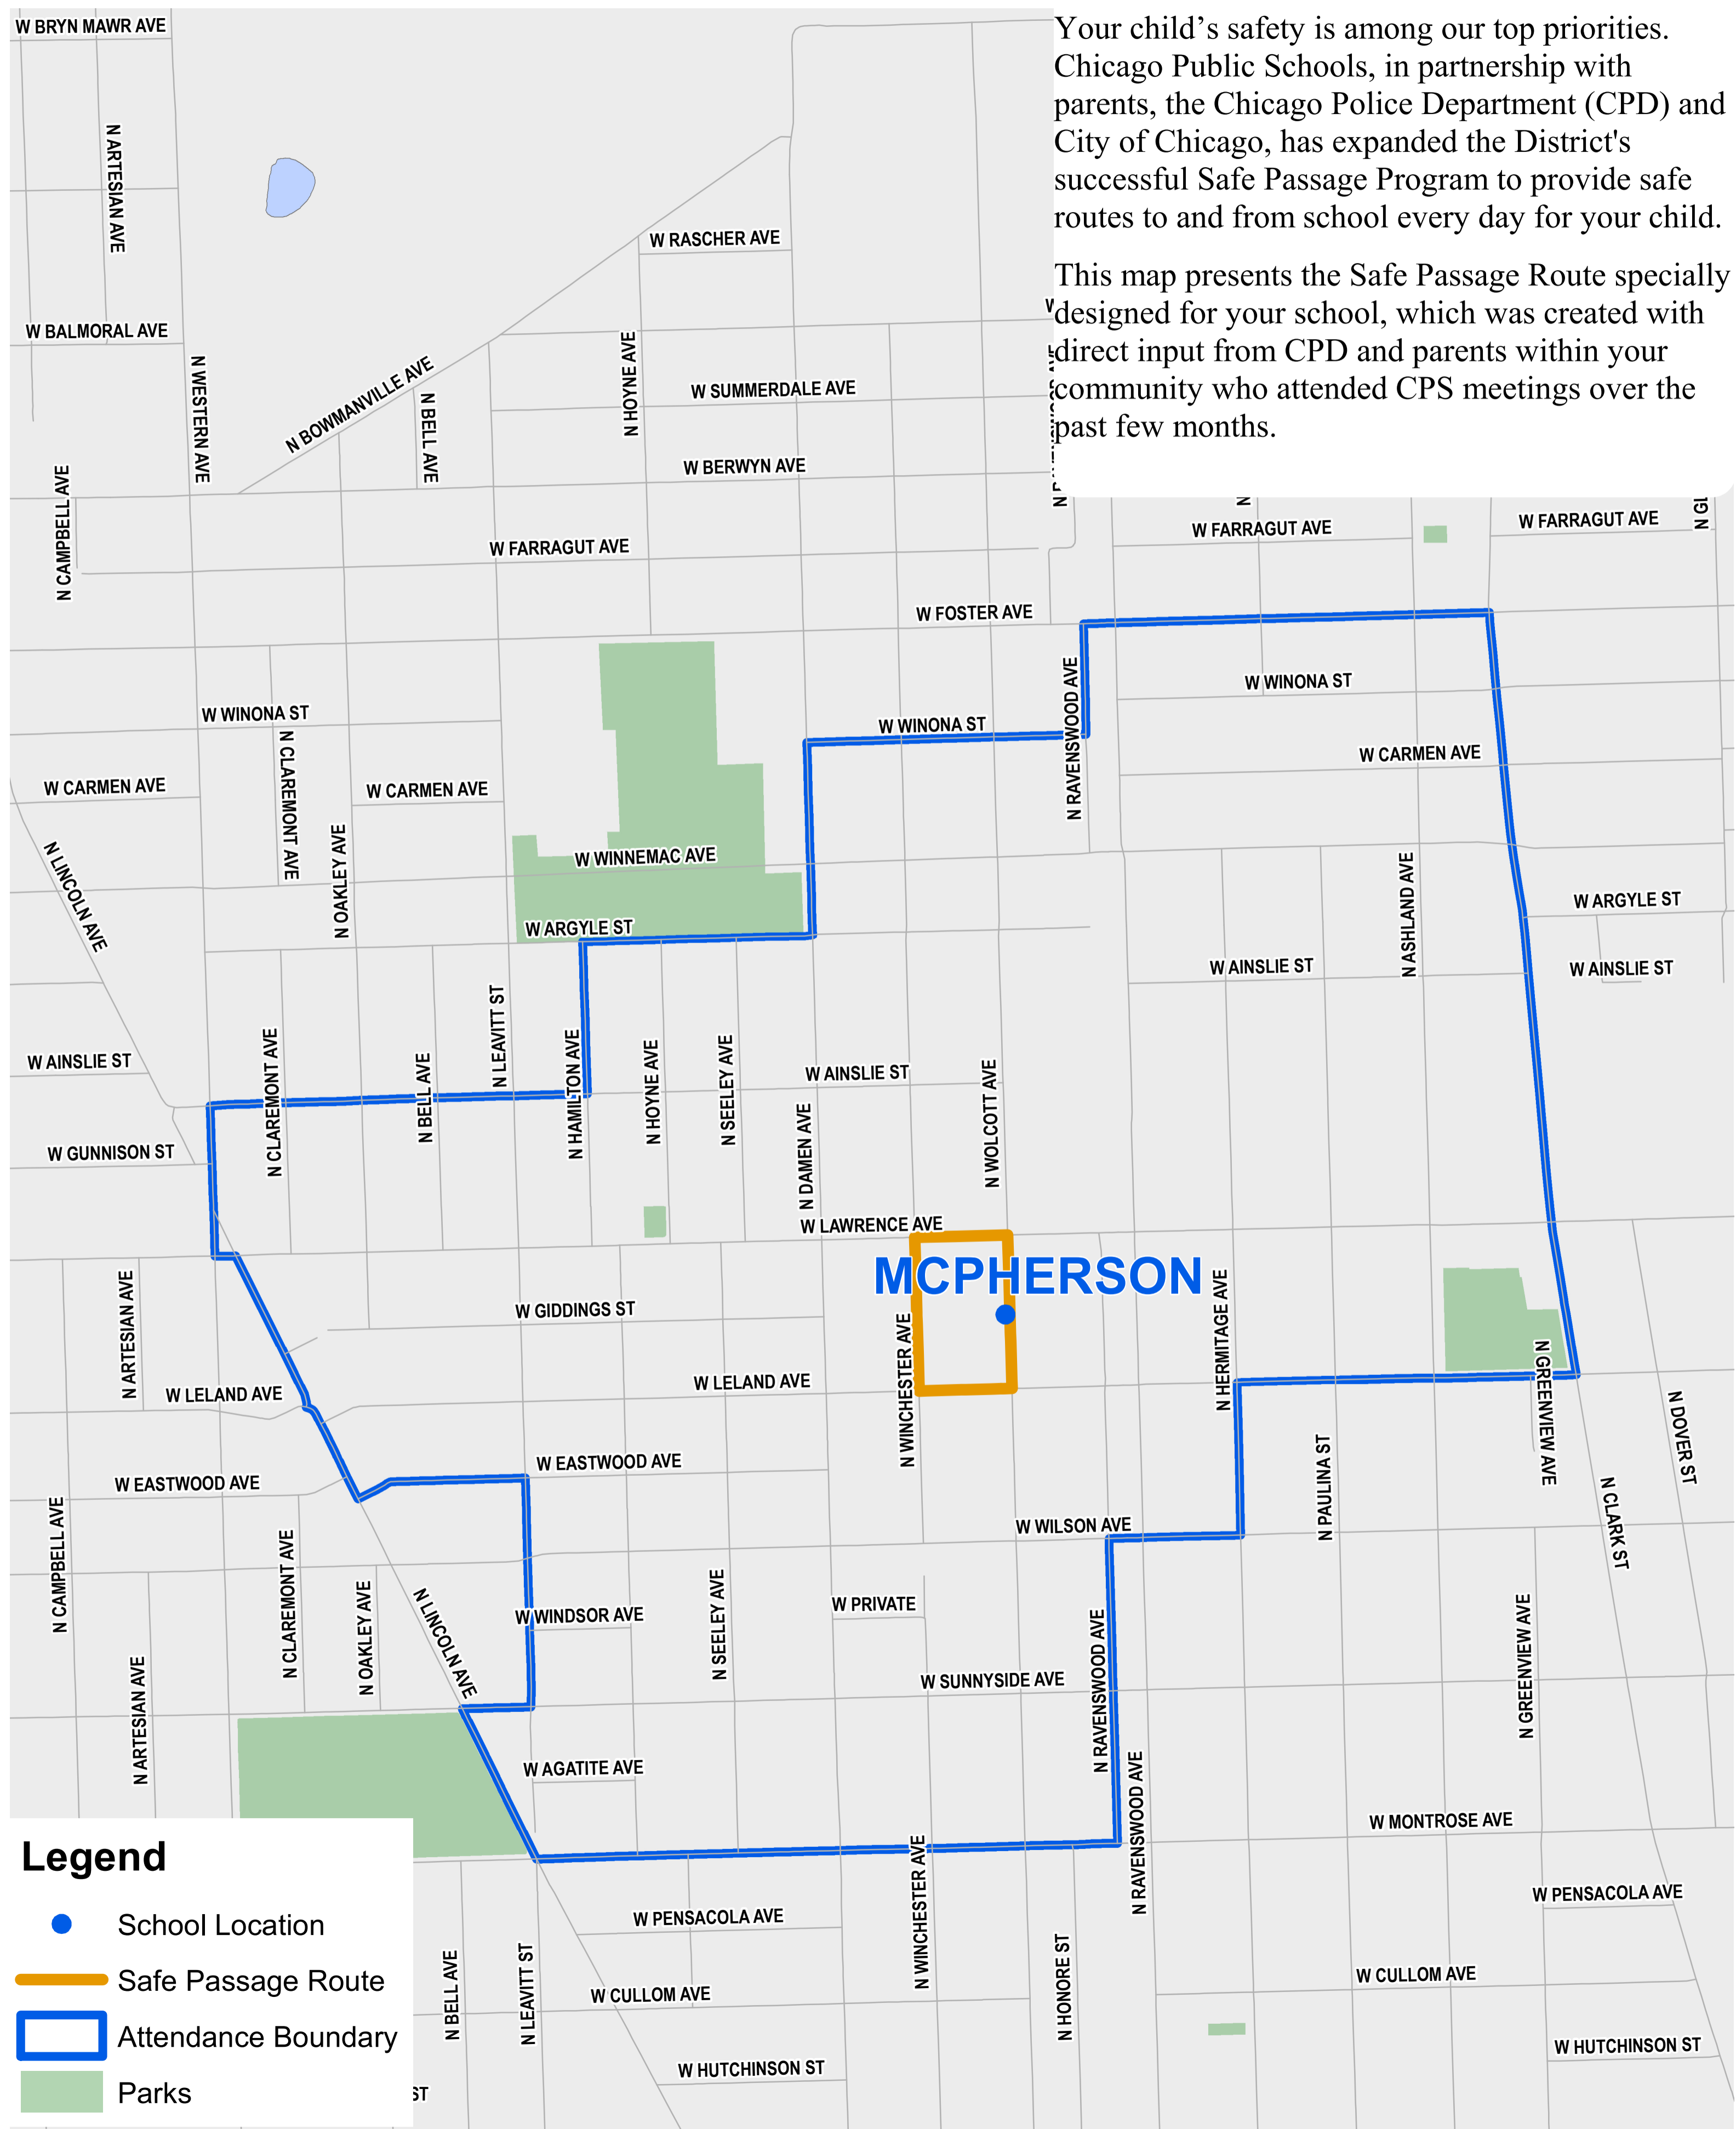 Your child’s safety is among our top priorities.
Chicago Public Schools, in partnership with
parents, the Chicago Police Department (CPD) and
City of Chicago, has expanded the District's
successful Safe Passage Program to provide safe
routes to and from school every day for your child.
This map presents the Safe Passage Route specially
designed for your school, which was created with
direct input from CPD and parents within your
community who attended CPS meetings over the
past few months.
W BRYN MAWR AVE
N ARTESIAN AVE
W RASCHER AVE
W BALMORAL AVE
N WESTERN AVE
N BOWMANVILLE AVE
N BELL AVE
N HOYNE AVE
W SUMMERDALE AVE
W BERWYN AVE
N CAMPBELL AVE
W FARRAGUT AVE
W FARRAGUT AVE
W FARRAGUT AVE
W FOSTER AVE
N RAVENSWOOD AVE
W WINONA ST
W WINONA ST
W WINONA ST
W CARMEN AVE
W CARMEN AVE
W CARMEN AVE
N CLAREMONT AVE
N OAKLEY AVE
N LINCOLN AVE
W WINNEMAC AVE
W ARGYLE ST
W ARGYLE ST
N ASHLAND AVE
W AINSLIE ST
W AINSLIE ST
W AINSLIE ST
W AINSLIE ST
N CLAREMONT AVE
N BELL AVE
N LEAVITT ST
N HAMILTON AVE
N HOYNE AVE
N SEELEY AVE
N DAMEN AVE
N WOLCOTT AVE
W GUNNISON ST
W LAWRENCE AVE
MCPHERSON
N ARTESIAN AVE
W GIDDINGS ST
N WINCHESTER AVE
N HERMITAGE AVE
W LELAND AVE
W LELAND AVE
N GREENVIEW AVE
N DOVER ST
W EASTWOOD AVE
W EASTWOOD AVE
N PAULINA ST
N CLARK ST
W WILSON AVE
N CAMPBELL AVE
N CLAREMONT AVE
N OAKLEY AVE
N LINCOLN AVE
W WINDSOR AVE
N SEELEY AVE
W PRIVATE
N RAVENSWOOD AVE
N GREENVIEW AVE
N ARTESIAN AVE
W SUNNYSIDE AVE
W AGATITE AVE
N RAVENSWOOD AVE
W MONTROSE AVE
N WINCHESTER AVE
W PENSACOLA AVE
W PENSACOLA AVE
N BELL AVE
N LEAVITT ST
N HONORE ST
W CULLOM AVE
W CULLOM AVE
W HUTCHINSON ST
W HUTCHINSON ST
ST
Legend
School Location
Safe Passage Route
Attendance Boundary
Parks